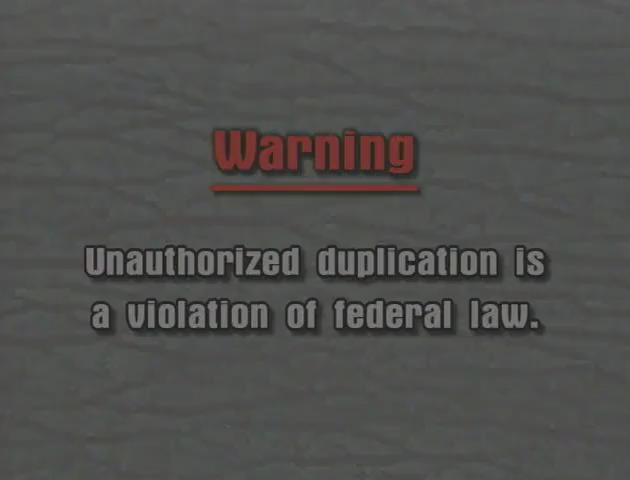 Warning
Unauthorized duplication is
a violation of federal law.